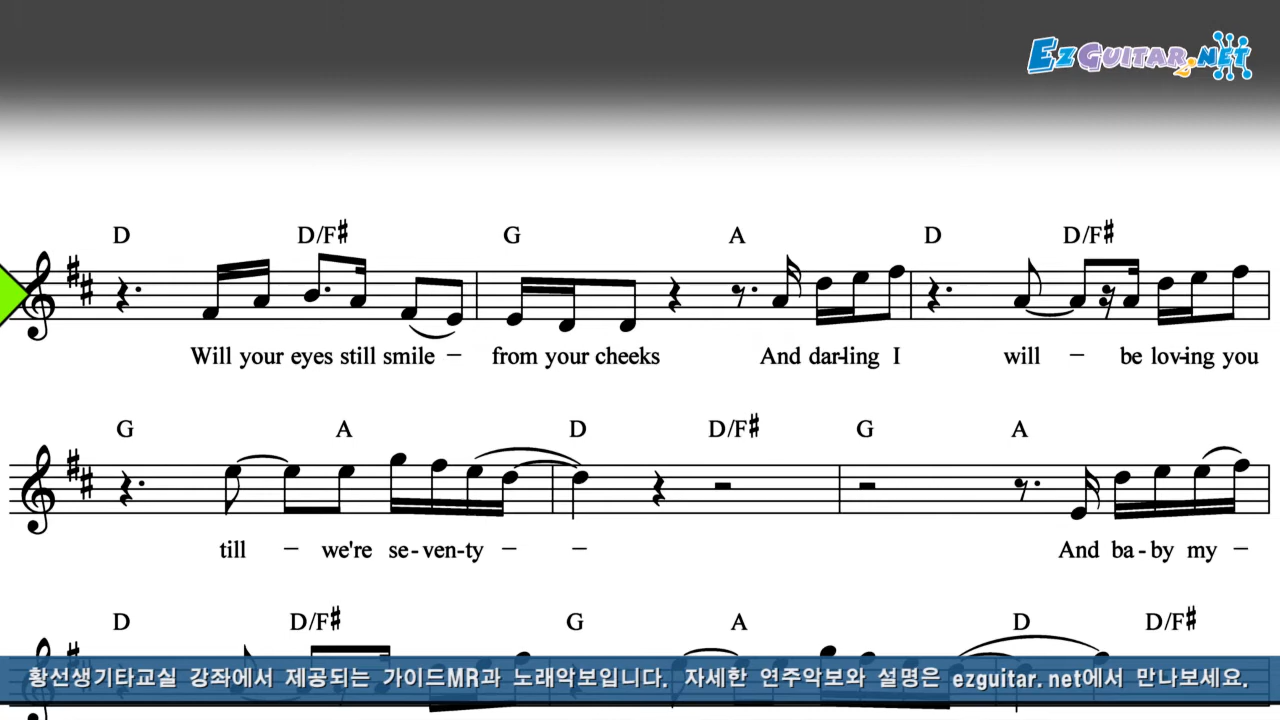 EZGUITAR.NET
D D/F♯ G A D D/F♯
Will your eyes still smile – from your cheeks And dar-ling I will – be lov-ing you
G A D D/F♯ G A
till – we're se-ven-ty – – And ba-by my –
D D/F♯ G A D D/F♯
황선생기타교실 강좌에서 제공되는 가이드MR과 노래악보입니다. 자세한 연주악보와 설명은 ezguitar.net에서 만나보세요.